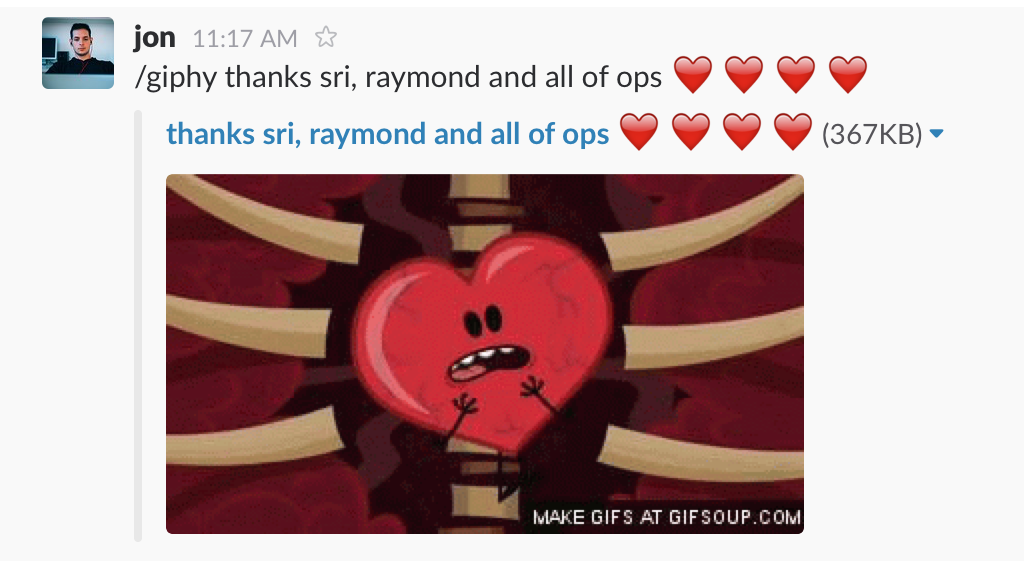 jon 11:17 AM
/giphy thanks sri, raymond and all of ops ❤️ ❤️ ❤️ ❤️
thanks sri, raymond and all of ops ❤️ ❤️ ❤️ ❤️ (367KB)
MAKE GIFS AT GIFSOUP.COM